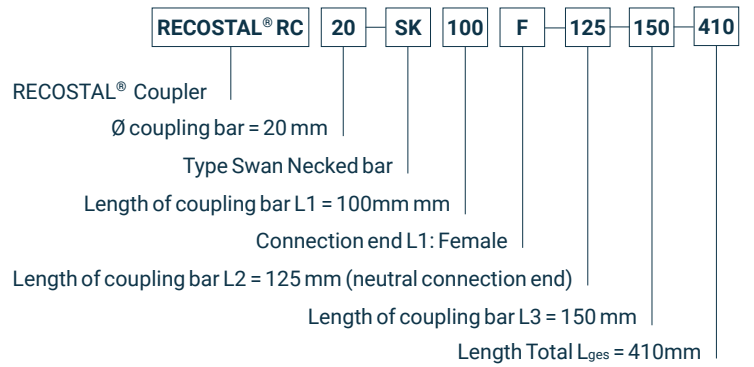 RECOSTAL® RC 20 SK 100 F 125 150 410
RECOSTAL® Coupler
Ø coupling bar = 20 mm
Type Swan Necked bar
Length of coupling bar L1 = 100mm mm
Connection end L1: Female
Length of coupling bar L2 = 125 mm (neutral connection end)
Length of coupling bar L3 = 150 mm
Length Total Lges = 410mm